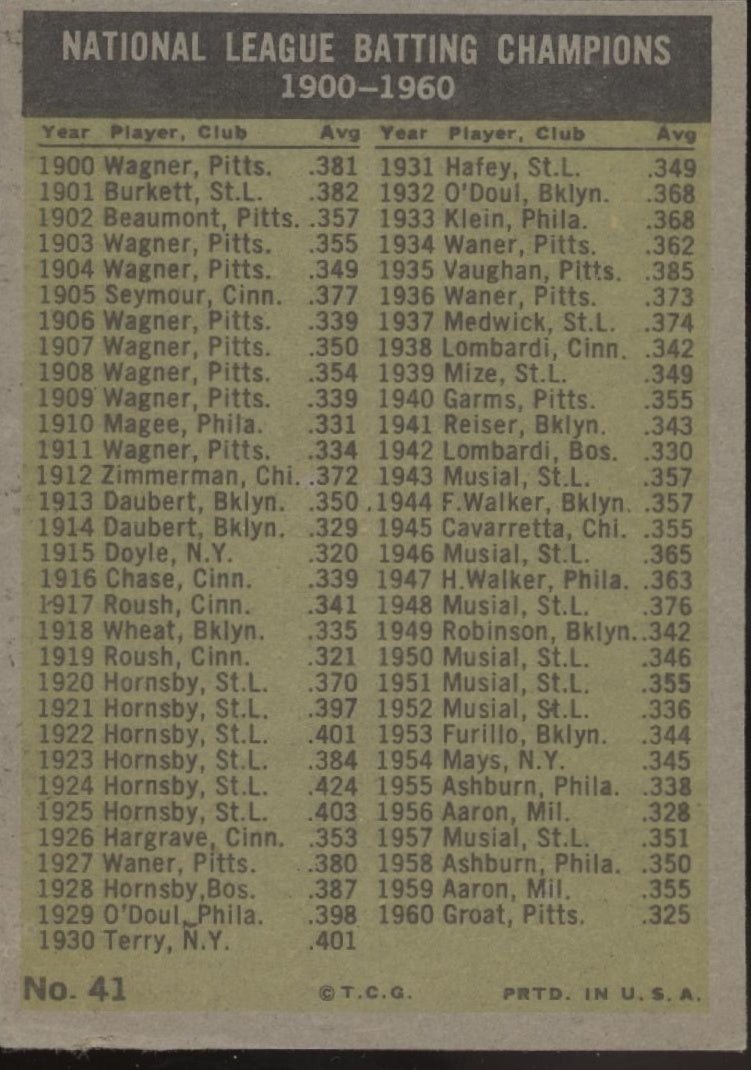 NATIONAL LEAGUE BATTING CHAMPIONS
1900-1960
Year Player, Club Avg
1900 Wagner, Pitts. .381
1901 Burkett, St.L. .382
1902 Beaumont, Pitts. .357
1903 Wagner, Pitts. .355
1904 Wagner, Pitts. .349
1905 Seymour, Cinn. .377
1906 Wagner, Pitts. .339
1907 Wagner, Pitts. .350
1908 Wagner, Pitts. .354
1909 Wagner, Pitts. .339
1910 Magee, Phila. .331
1911 Wagner, Pitts. .334
1912 Zimmerman, Chi. .372
1913 Daubert, Bklyn. .350
1914 Daubert, Bklyn. .329
1915 Doyle, N.Y. .320
1916 Chase, Cinn. .339
1917 Roush, Cinn. .341
1918 Wheat, Bklyn. .335
1919 Roush, Cinn. .321
1920 Hornsby, St.L. .370
1921 Hornsby, St.L. .397
1922 Hornsby, St.L. .401
1923 Hornsby, St.L. .384
1924 Hornsby, St.L. .424
1925 Hornsby, St.L. .403
1926 Hargrave, Cinn. .353
1927 Waner, Pitts. .380
1928 Hornsby,Bos. .387
1929 O'Doul, Phila. .398
1930 Terry, N.Y. .401
Year Player, Club Avg
1931 Hafey, St.L. .349
1932 O'Doul, Bklyn. .368
1933 Klein, Phila. .368
1934 Waner, Pitts. .362
1935 Vaughan, Pitts. .385
1936 Waner, Pitts. .373
1937 Medwick, St.L. .374
1938 Lombardi, Cinn. .342
1939 Mize, St.L. .349
1940 Garms, Pitts. .355
1941 Reiser, Bklyn. .343
1942 Lombardi, Bos. .330
1943 Musial, St.L. .357
1944 F.Walker, Bklyn. .357
1945 Cavarretta, Chi. .355
1946 Musial, St.L. .365
1947 H.Walker, Phila. .363
1948 Musial, St.L. .376
1949 Robinson, Bklyn. .342
1950 Musial, St.L. .346
1951 Musial, St.L. .355
1952 Musial, St.L. .336
1953 Furillo, Bklyn. .344
1954 Mays, N.Y. .345
1955 Ashburn, Phila. .338
1956 Aaron, Mil. .328
1957 Musial, St.L. .351
1958 Ashburn, Phila. .350
1959 Aaron, Mil. .355
1960 Groat, Pitts. .325
No. 41 ©T.C.G. PRTD. IN U.S.A.